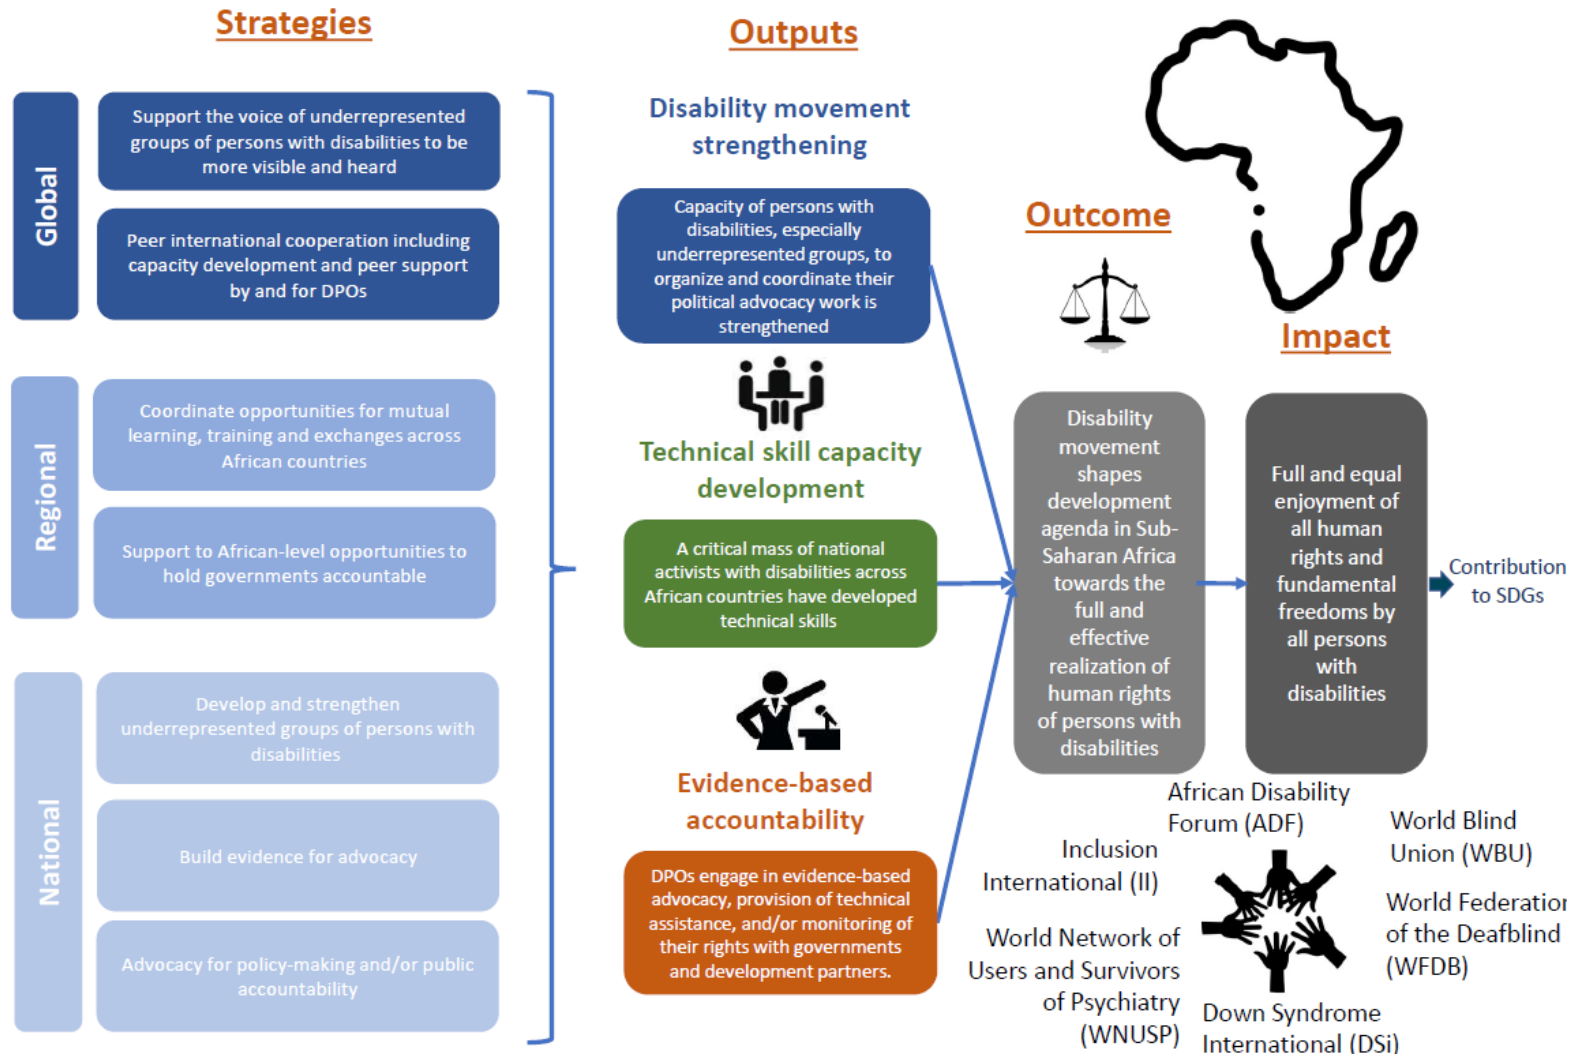 Strategies
Global
Support the voice of underrepresented
groups of persons with disabilities to be
more visible and heard
Peer international cooperation including
capacity development and peer support
by and for DPOs
Regional
Coordinate opportunities for mutual
learning, training and exchanges across
African countries
Support to African-level opportunities to
hold governments accountable
National
Develop and strengthen
underrepresented groups of persons with
disabilities
Build evidence for advocacy
Advocacy for policy-making and/or public
accountability
Outputs
Disability movement
strengthening
Capacity of persons with
disabilities, especially
underrepresented groups, to
organize and coordinate their
political advocacy work is
strengthened
Technical skill capacity
development
A critical mass of national
activists with disabilities across
African countries have developed
technical skills
Evidence-based
accountability
DPOs engage in evidence-based
advocacy, provision of technical
assistance, and/or monitoring of
their rights with governments
and development partners.
Outcome
Disability
movement
shapes
development
agenda in Sub-
Saharan Africa
towards the
full and
effective
realization of
human rights
of persons with
disabilities
Impact
Full and equal
enjoyment of
all human
rights and
fundamental
freedoms by
all persons
with
disabilities
Contribution
to SDGs
African Disability
Forum (ADF)
World Blind
Union (WBU)
Inclusion
International (II)
World Federation
of the Deafblind
(WFDB)
World Network of
Users and Survivors
of Psychiatry
(WNUSP)
Down Syndrome
International (DSi)